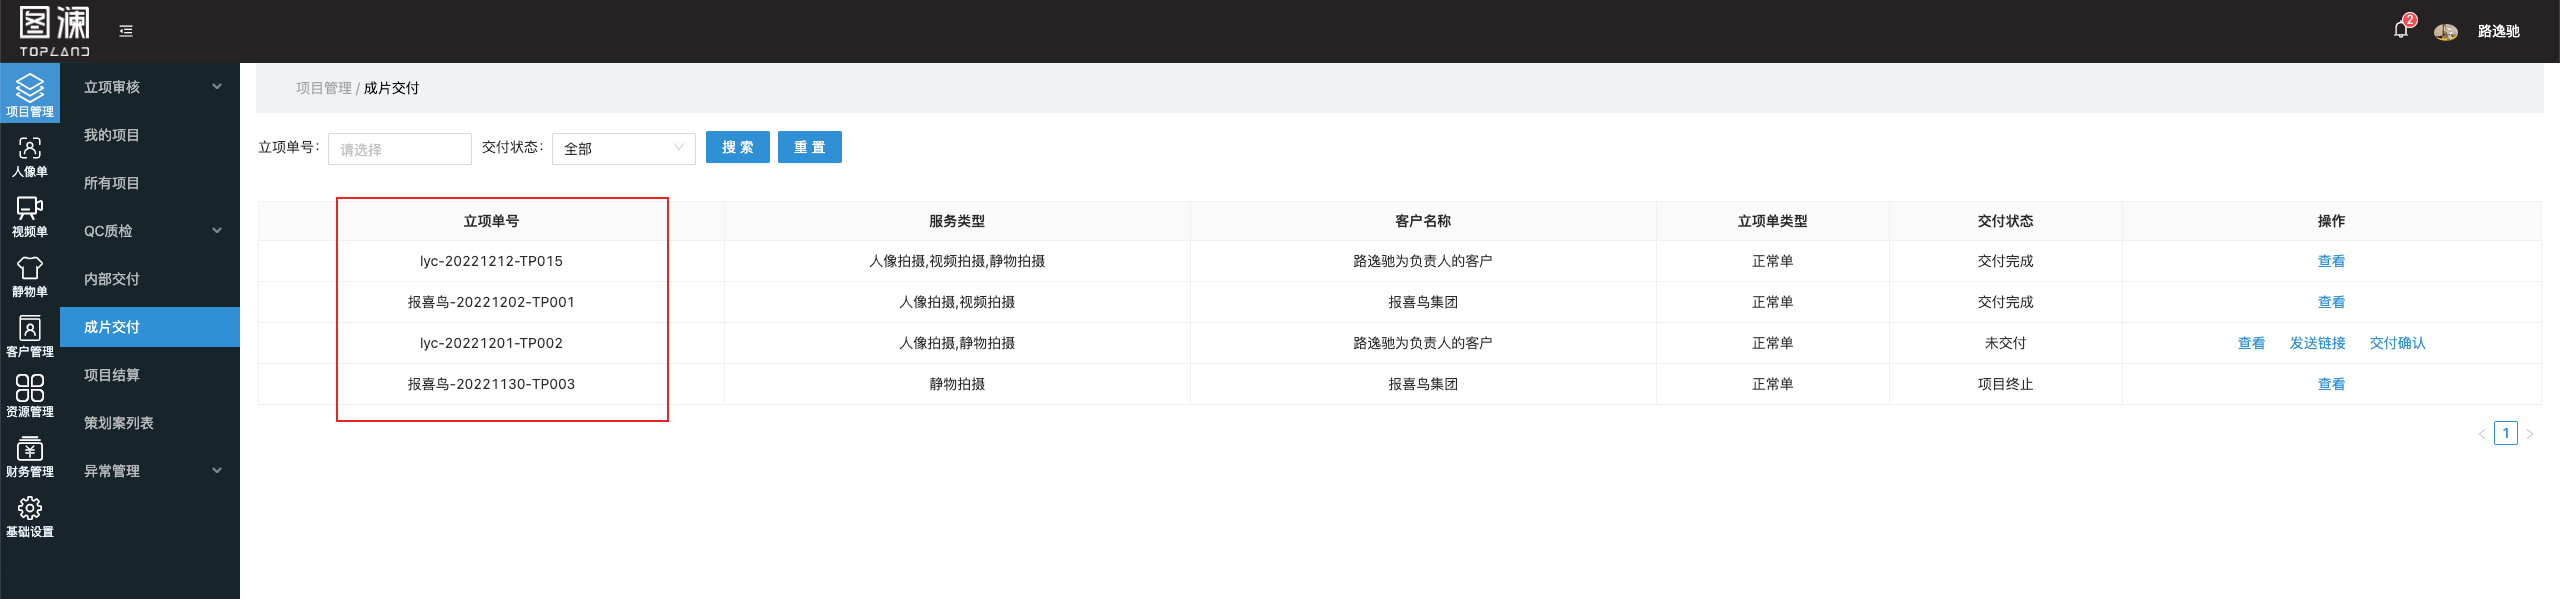 图澜
TOPLAND
2
路逸驰
项目管理
人像单
视频单
静物单
客户管理
资源管理
财务管理
基础设置
立项审核
我的项目
所有项目
QC质检
内部交付
成片交付
项目结算
策划案列表
异常管理
项目管理 / 成片交付
立项单号: 请选择 交付状态: 全部 搜 索 重 置
立项单号 服务类型 客户名称 立项单类型 交付状态 操作
lyc-20221212-TP015 人像拍摄,视频拍摄,静物拍摄 路逸驰为负责人的客户 正常单 交付完成 查看
报喜鸟-20221202-TP001 人像拍摄,视频拍摄 报喜鸟集团 正常单 交付完成 查看
lyc-20221201-TP002 人像拍摄,静物拍摄 路逸驰为负责人的客户 正常单 未交付 查看 发送链接 交付确认
报喜鸟-20221130-TP003 静物拍摄 报喜鸟集团 正常单 项目终止 查看
1